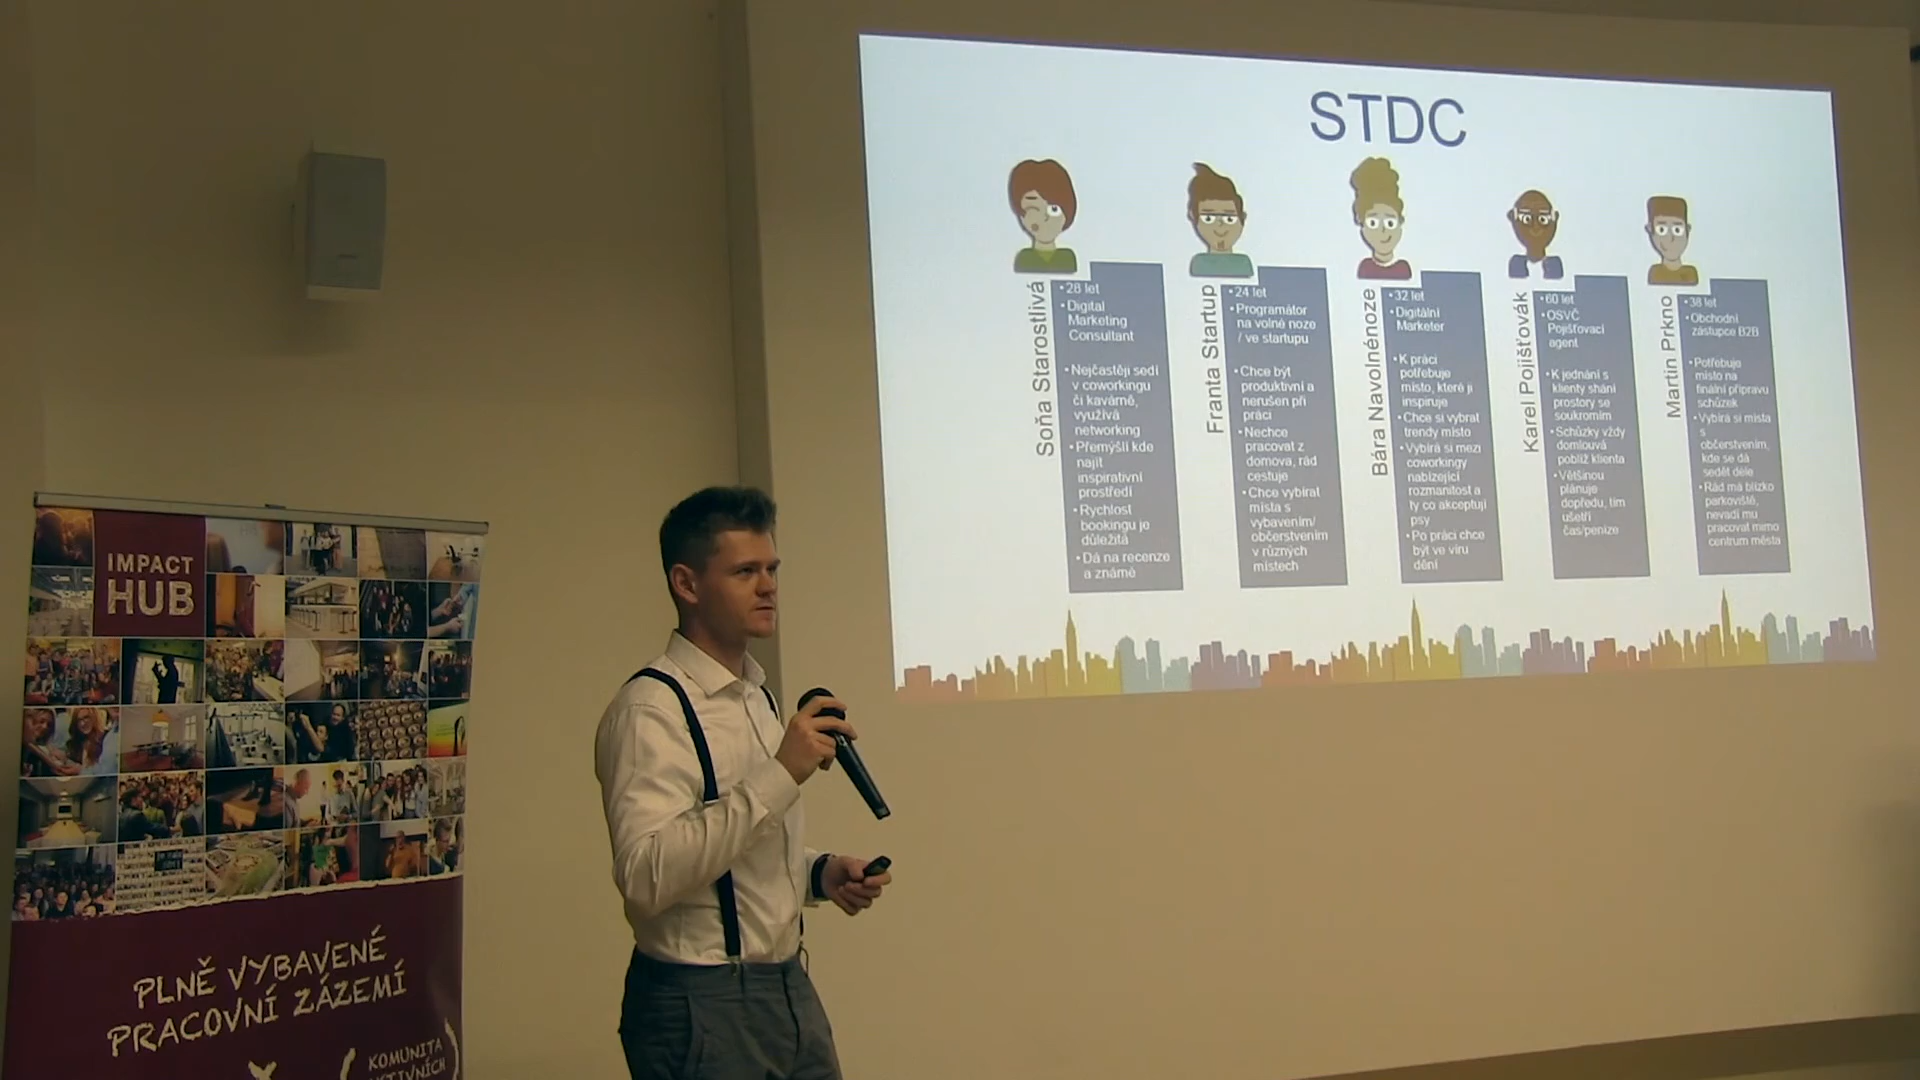 STDC
Soňa Starostlivá
• 28 let
• Digital
Marketing
Consultant
• Nejčastěji sedí
v coworkingu
či kavárně,
využívá
networking
• Přemýšlí kde
najít
inspirativní
prostředí
• Rychlost
bookingu je
důležitá
• Dá na recenze
a známé
Franta Startup
• 24 let
• Programátor
na volné noze
/ ve startupu
• Chce být
produktivní a
nerušen při
práci
• Nechce
pracovat z
domova, rád
cestuje
• Chce vybírat
místa s
vybavením/
občerstvením
v různých
místech
Bára Navolnénoze
• 32 let
• Digitální
Marketer
• K práci
potřebuje
místo, které ji
inspiruje
• Chce si vybrat
trendy místo
• Vybírá si mezi
coworkingy
nabízející
rozmanitost a
ty co akceptují
psy
• Po práci chce
být ve víru
dění
Karel Pojišťovák
• 60 let
• OSVČ
Pojišťovací
agent
• K jednání s
klienty shání
prostory se
soukromím
• Schůzky vždy
domlouvá
poblíž klienta
• Většinou
plánuje
dopředu, tím
ušetří
čas/peníze
Martin Prkno
• 38 let
• Obchodní
zástupce B2B
• Potřebuje
místo na
finální přípravu
schůzek
• Vybírá si místa
s
občerstvením,
kde se dá
sedět déle
• Rád má blízko
parkoviště,
nevadí mu
pracovat mimo
centrum města
IMPACT
HUB
PLNĚ VYBAVENÉ
PRACOVNÍ ZÁZEMÍ
KOMUNITA